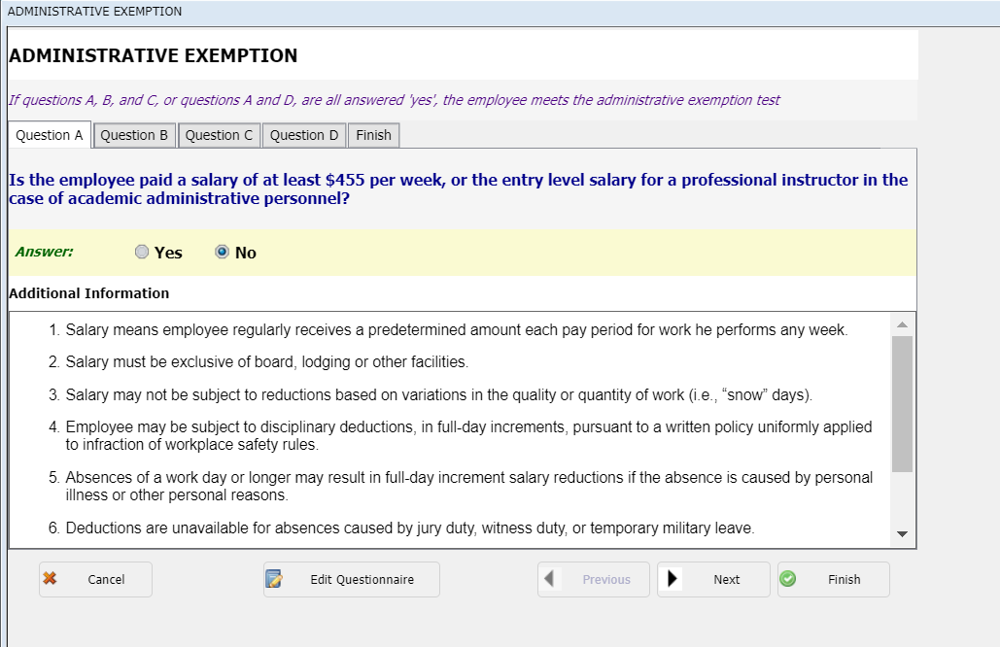 ADMINISTRATIVE EXEMPTION
ADMINISTRATIVE EXEMPTION
If questions A, B, and C, or questions A and D, are all answered 'yes', the employee meets the administrative exemption test
Question A Question B Question C Question D Finish
Is the employee paid a salary of at least $455 per week, or the entry level salary for a professional instructor in the
case of academic administrative personnel?
Answer: Yes No
Additional Information
1. Salary means employee regularly receives a predetermined amount each pay period for work he performs any week.
2. Salary must be exclusive of board, lodging or other facilities.
3. Salary may not be subject to reductions based on variations in the quality or quantity of work (i.e., “snow” days).
4. Employee may be subject to disciplinary deductions, in full-day increments, pursuant to a written policy uniformly applied
to infraction of workplace safety rules.
5. Absences of a work day or longer may result in full-day increment salary reductions if the absence is caused by personal
illness or other personal reasons.
6. Deductions are unavailable for absences caused by jury duty, witness duty, or temporary military leave.
Cancel Edit Questionnaire Previous Next Finish